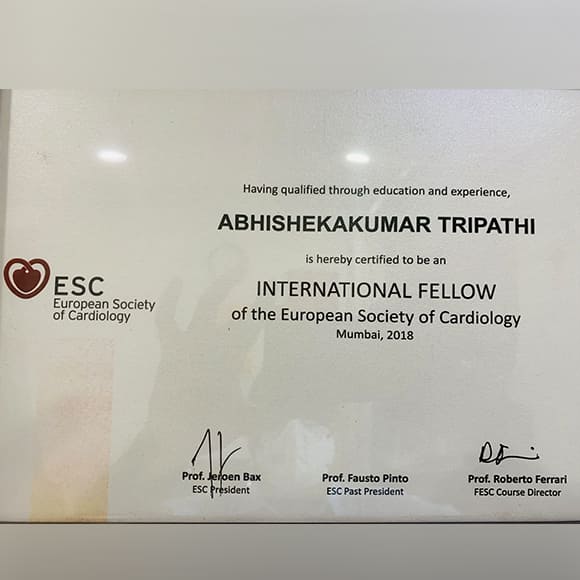 Having qualified through education and experience,
ABHISHEKAKUMAR TRIPATHI
is hereby certified to be an
INTERNATIONAL FELLOW
of the European Society of Cardiology
Mumbai, 2018
ESC
European Society
of Cardiology
Prof. Jeroen Bax
ESC President
Prof. Fausto Pinto
ESC Past President
Prof. Roberto Ferrari
FESC Course Director